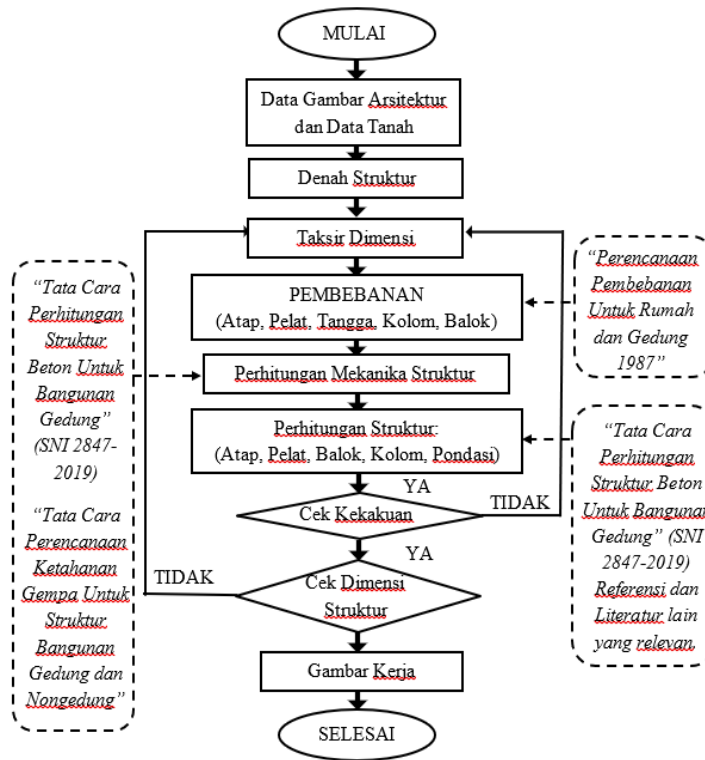 MULAI
Data Gambar Arsitektur
dan Data Tanah
Denah Struktur
Taksir Dimensi
PEMBEBANAN
(Atap, Pelat, Tangga, Kolom, Balok)
Perhitungan Mekanika Struktur
Perhitungan Struktur:
(Atap, Pelat, Balok, Kolom, Pondasi)
YA
Cek Kekakuan
TIDAK
YA
Cek Dimensi
Struktur
TIDAK
Gambar Kerja
SELESAI
“Tata Cara
Perhitungan
Struktur
Beton Untuk
Bangunan
Gedung”
(SNI 2847-
2019)
“Tata Cara
Perencanaan
Ketahanan
Gempa Untuk
Struktur
Bangunan
Gedung dan
Nongedung”
“Perencanaan
Pembebanan
Untuk Rumah
dan Gedung
1987”
“Tata Cara
Perhitungan
Struktur Beton
Untuk Bangunan
Gedung” (SNI
2847-2019)
Referensi dan
Literatur lain
yang relevan.